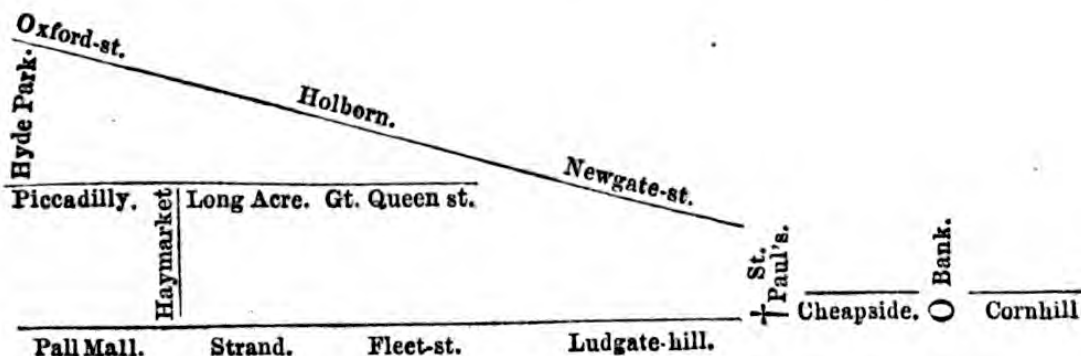 Oxford-st.
Hyde Park.
Holborn.
Newgate-st.
Piccadilly.
Haymarket
Long Acre. Gt. Queen st.
St.
Paul's.
Bank.
Cheapside.
Cornhill
Pall Mall. Strand. Fleet-st. Ludgate-hill.